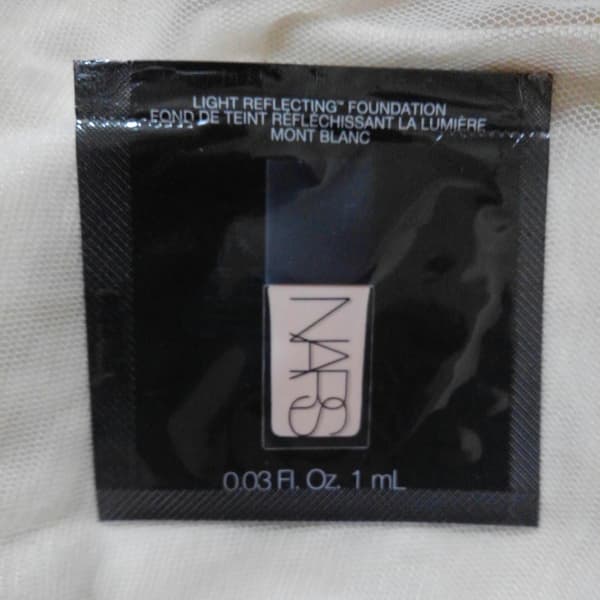 LIGHT REFLECTING™ FOUNDATION
FOND DE TEINT RÉFLÉCHISSANT LA LUMIÈRE
MONT BLANC
NARS
0.03 Fl. Oz. 1 mL